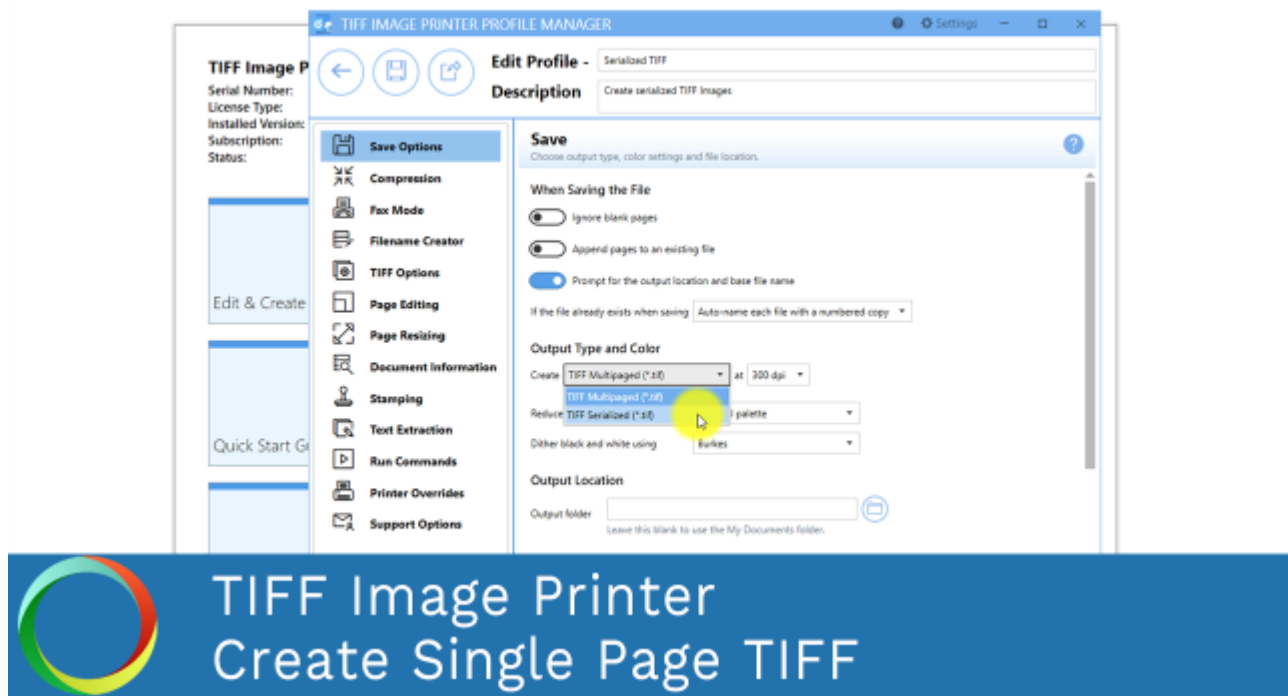 TIFF IMAGE PRINTER PROFILE MANAGER
Settings
TIFF Image P
Serial Number:
License Type:
Installed Version:
Subscription:
Status:
Edit & Create
Quick Start G
Edit Profile - Serialized TIFF
Description Create serialized TIFF Images
Save Options
Compression
Fax Mode
Filename Creator
TIFF Options
Page Editing
Page Resizing
Document Information
Stamping
Text Extraction
Run Commands
Printer Overrides
Support Options
Save
Choose output type, color settings and file location.
When Saving the File
Ignore blank pages
Append pages to an existing file
Prompt for the output location and base file name
If the file already exists when saving Auto-name each file with a numbered copy
Output Type and Color
Create TIFF Multipaged (*.tif) at 300 dpi
TIFF Multipaged (*.tif)
Reduce TIFF Serialized (*.tif) palette
Dither black and white using Burkes
Output Location
Output folder
Leave this blank to use the My Documents folder.
TIFF Image Printer
Create Single Page TIFF